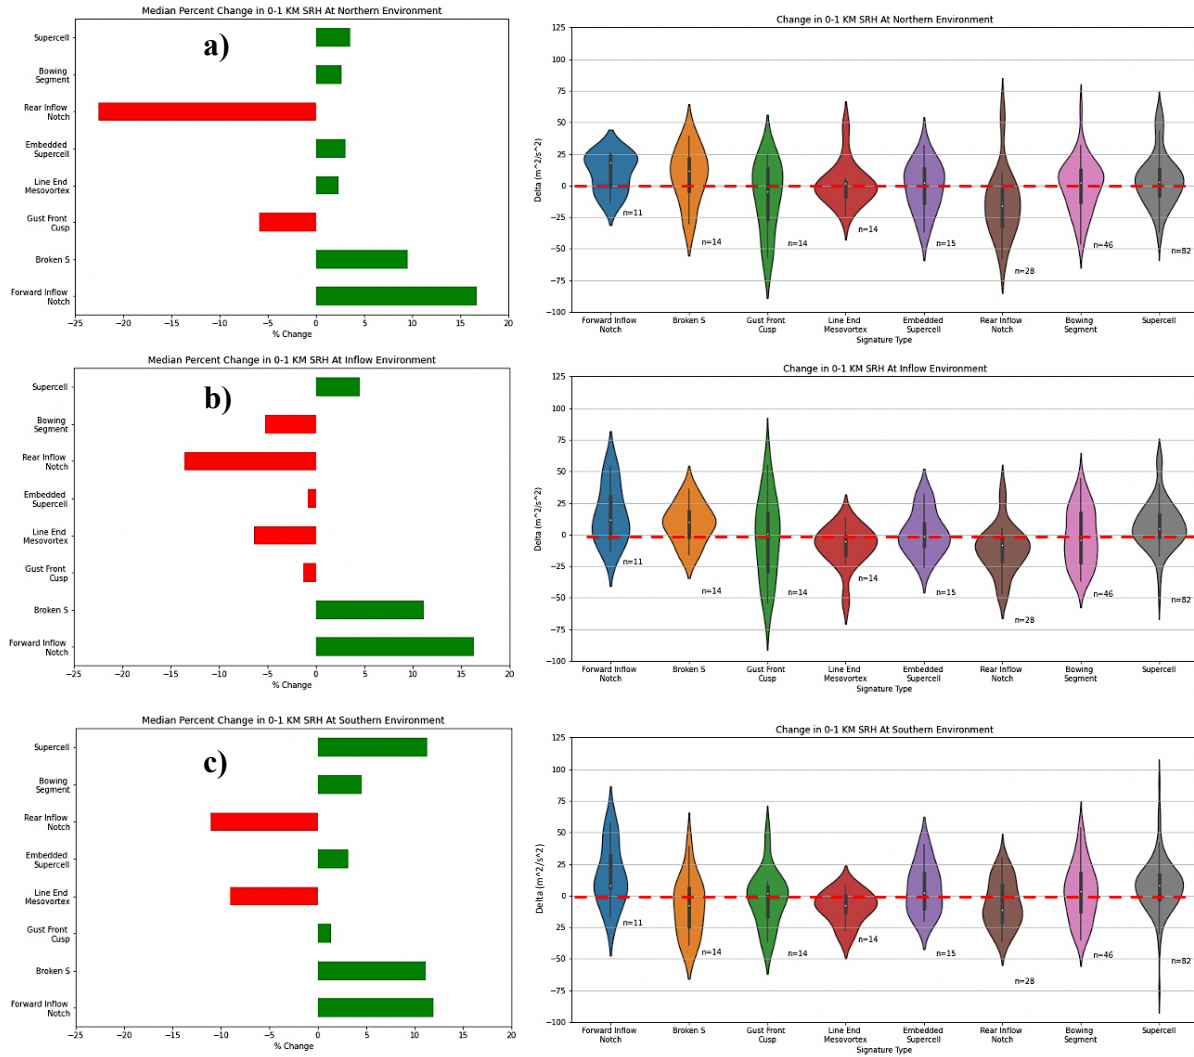 Median Percent Change in 0-1 KM SRH At Northern Environment
a)
Supercell
Bowing
Segment
Rear Inflow
Notch
Embedded
Supercell
Line End
Mesovortex
Gust Front
Cusp
Broken S
Forward Inflow
Notch
−25 −20 −15 −10 −5 0 5 10 15 20
% Change
Change in 0-1 KM SRH At Northern Environment
Delta (m^2/s^2)
125
100
75
50
25
0
−25
−50
−75
−100
n=11
n=14
n=14
n=14
n=15
n=28
n=46
n=82
Forward Inflow Broken S Gust Front Line End Embedded Rear Inflow Bowing Supercell
Notch Cusp Mesovortex Supercell Notch Segment
Signature Type
Median Percent Change in 0-1 KM SRH At Inflow Environment
b)
Supercell
Bowing
Segment
Rear Inflow
Notch
Embedded
Supercell
Line End
Mesovortex
Gust Front
Cusp
Broken S
Forward Inflow
Notch
−25 −20 −15 −10 −5 0 5 10 15 20
% Change
Change in 0-1 KM SRH At Inflow Environment
Delta (m^2/s^2)
125
100
75
50
25
0
−25
−50
−75
−100
n=11
n=14
n=14
n=14
n=15
n=28
n=46
n=82
Forward Inflow Broken S Gust Front Line End Embedded Rear Inflow Bowing Supercell
Notch Cusp Mesovortex Supercell Notch Segment
Signature Type
Median Percent Change in 0-1 KM SRH At Southern Environment
c)
Supercell
Bowing
Segment
Rear Inflow
Notch
Embedded
Supercell
Line End
Mesovortex
Gust Front
Cusp
Broken S
Forward Inflow
Notch
−25 −20 −15 −10 −5 0 5 10 15 20
% Change
Change in 0-1 KM SRH At Southern Environment
Delta (m^2/s^2)
125
100
75
50
25
0
−25
−50
−75
−100
n=11
n=14
n=14
n=14
n=15
n=28
n=46
n=82
Forward Inflow Broken S Gust Front Line End Embedded Rear Inflow Bowing Supercell
Notch Cusp Mesovortex Supercell Notch Segment
Signature Type